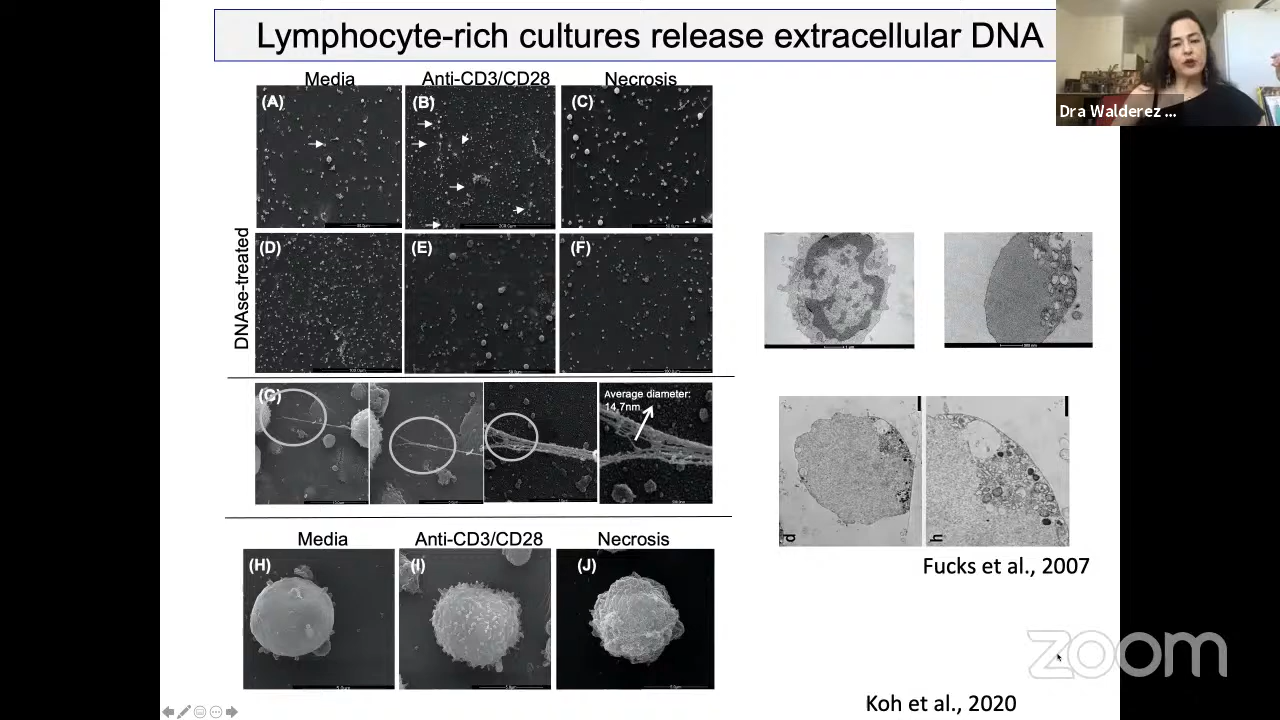 Lymphocyte-rich cultures release extracellular DNA
Dra Walderez ...
Media Anti-CD3/CD28 Necrosis
(A) (B) (C)
DNAse-treated
(D) (E) (F)
(G)
Average diameter:
14.7nm
Media Anti-CD3/CD28 Necrosis
(H) (I) (J)
d h
Fucks et al., 2007
zoom
Koh et al., 2020